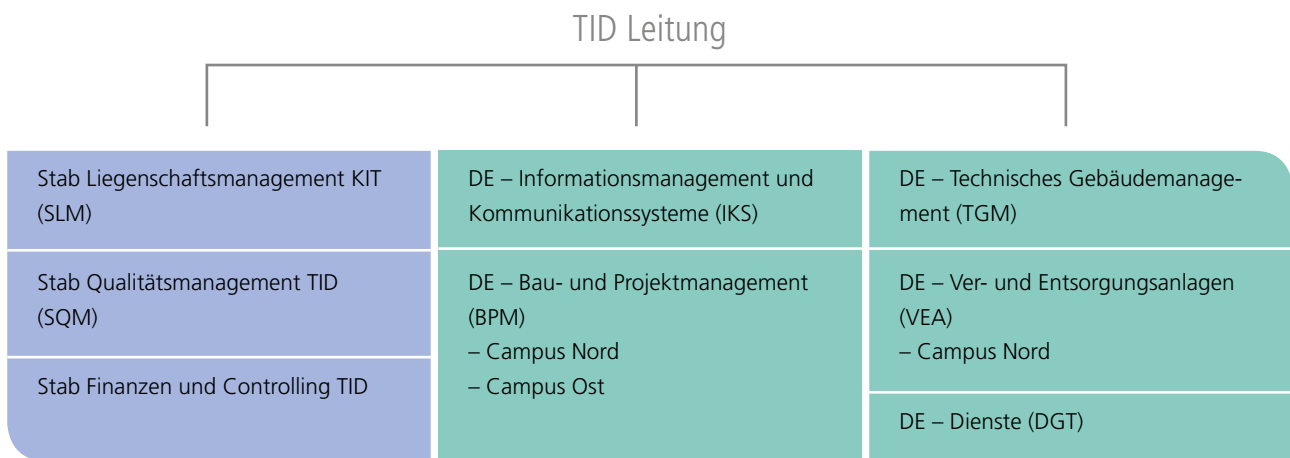 TID Leitung
Stab Liegenschaftsmanagement KIT
(SLM)
Stab Qualitätsmanagement TID
(SQM)
Stab Finanzen und Controlling TID
DE – Informationsmanagement und
Kommunikationssysteme (IKS)
DE – Bau- und Projektmanagement
(BPM)
– Campus Nord
– Campus Ost
DE – Technisches Gebäudemanage-
ment (TGM)
DE – Ver- und Entsorgungsanlagen
(VEA)
– Campus Nord
DE – Dienste (DGT)